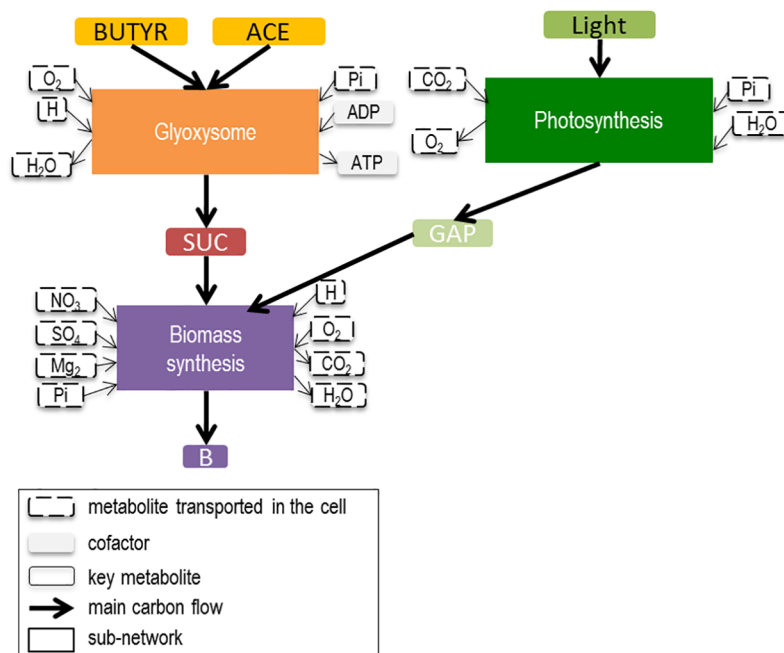 BUTYR
ACE
Light
O₂
H
H₂O
Glyoxysome
Pi
ADP
ATP
CO₂
O₂
Photosynthesis
Pi
H₂O
SUC
GAP
NO₃
SO₄
Mg₂
Pi
Biomass
synthesis
H
O₂
CO₂
H₂O
B
metabolite transported in the cell
cofactor
key metabolite
main carbon flow
sub-network